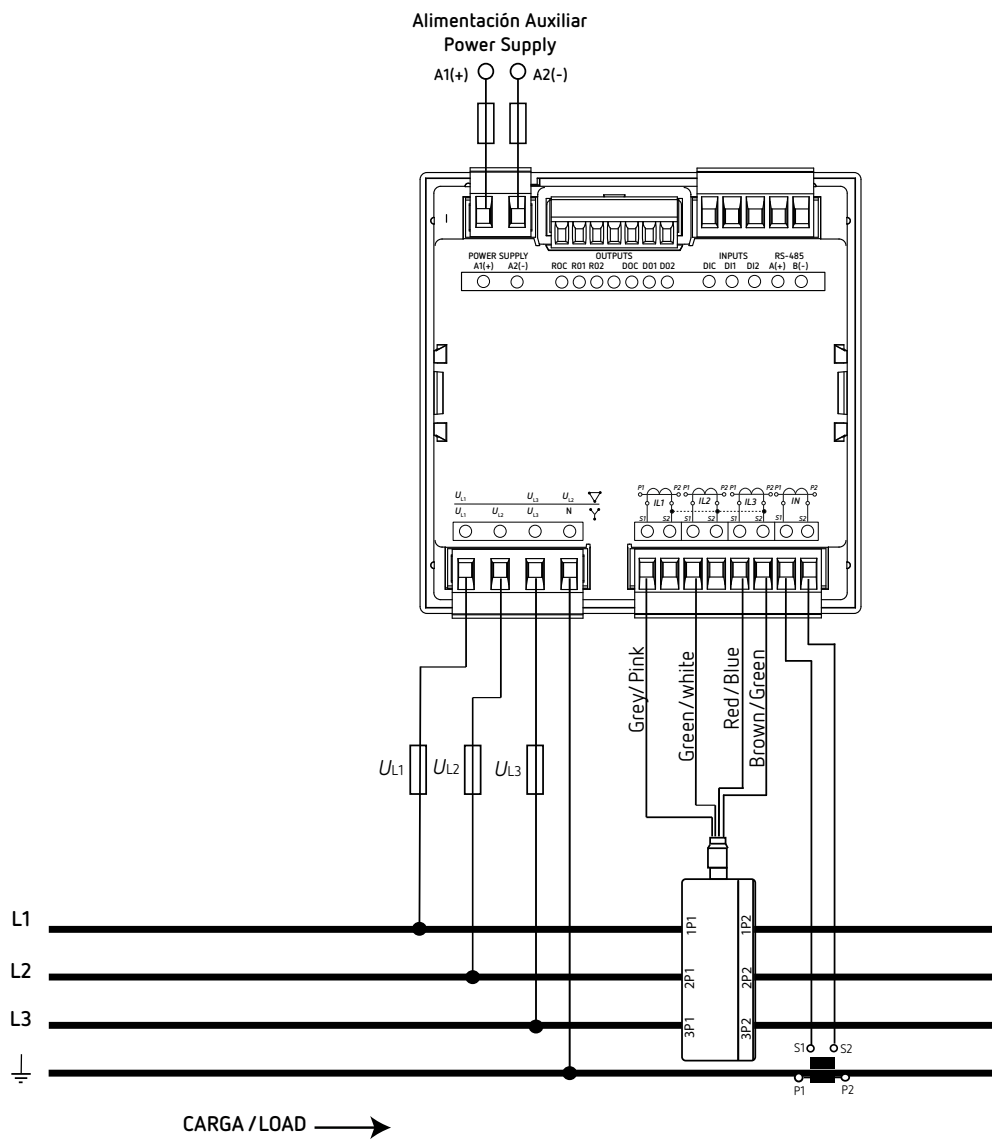 Alimentación Auxiliar
Power Supply
A1(+) A2(-)
I
POWER SUPPLY OUTPUTS INPUTS RS-485
A1(+) A2(-) ROC RO1 RO2 DOC DO1 DO2 DIC DI1 DI2 A(+) B(-)
P1 P2 P1 P2 P1 P2 P1 P2
IL1 IL2 IL3 IN
UL1 UL3 UL2
UL1 UL2 UL3 N
S1 S2 S1 S2 S1 S2 S1 S2
Grey/Pink
Green/white
Red/Blue
Brown/Green
UL1 UL2 UL3
L1 1P1 1P2
L2 2P1 2P2
L3 3P1 3P2
S1 S2
P1 P2
CARGA / LOAD